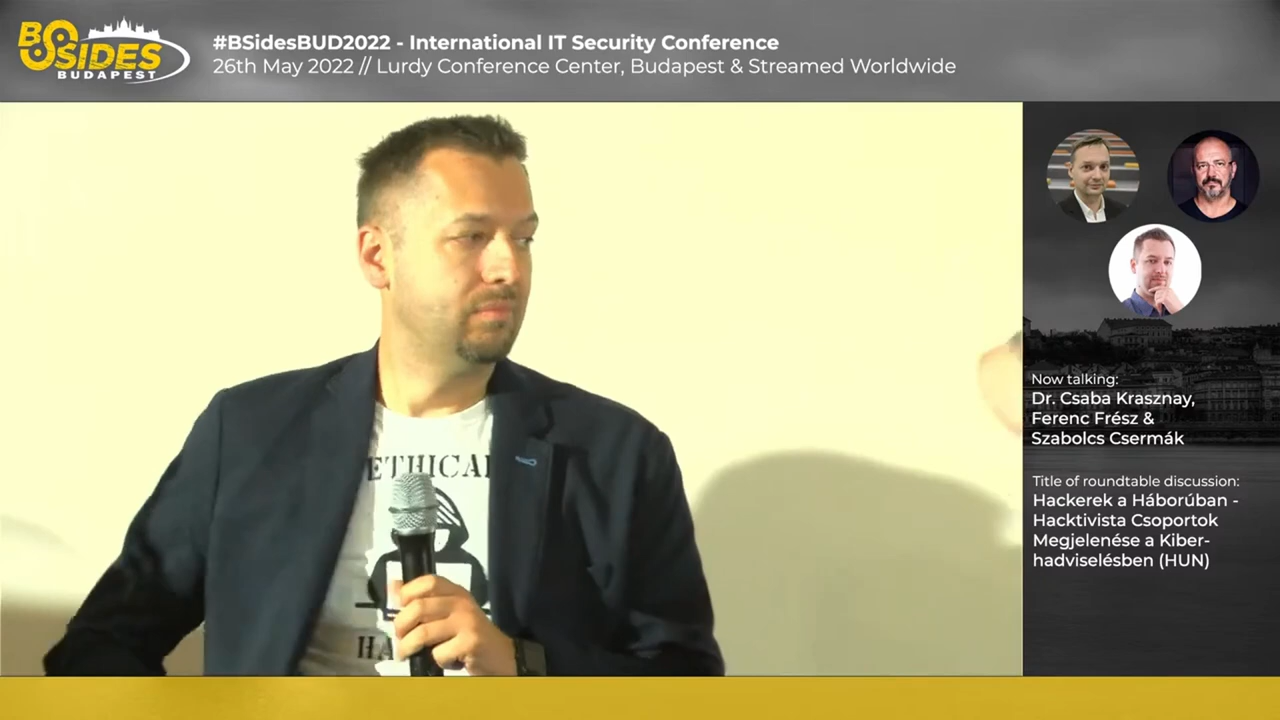 BSIDES
BUDAPEST
#BSidesBUD2022 - International IT Security Conference
26th May 2022 // Lurdy Conference Center, Budapest & Streamed Worldwide
ETHICAL
Now talking:
Dr. Csaba Krasznay,
Ferenc Frész &
Szabolcs Csermák
Title of roundtable discussion:
Hackerek a Háborúban -
Hacktivista Csoportok
Megjelenése a Kiber-
hadviselésben (HUN)